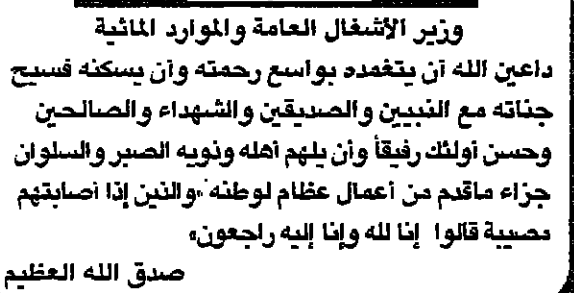 وزير الأشغال العامة والموارد المائية
داعين الله أن يتغمده بواسع رحمته وأن يسكنه فسيح
جناته مع النبيين والصديقين والشهداء والصالحين
وحسن أولئك رفيقاً وأن يلهم أهله وذويه الصبر والسلوان
جزاء ماقدم من أعمال عظام لوطنه «والذين إذا أصابتهم
مصيبة قالوا إنا لله وإنا إليه راجعون»
صدق الله العظيم